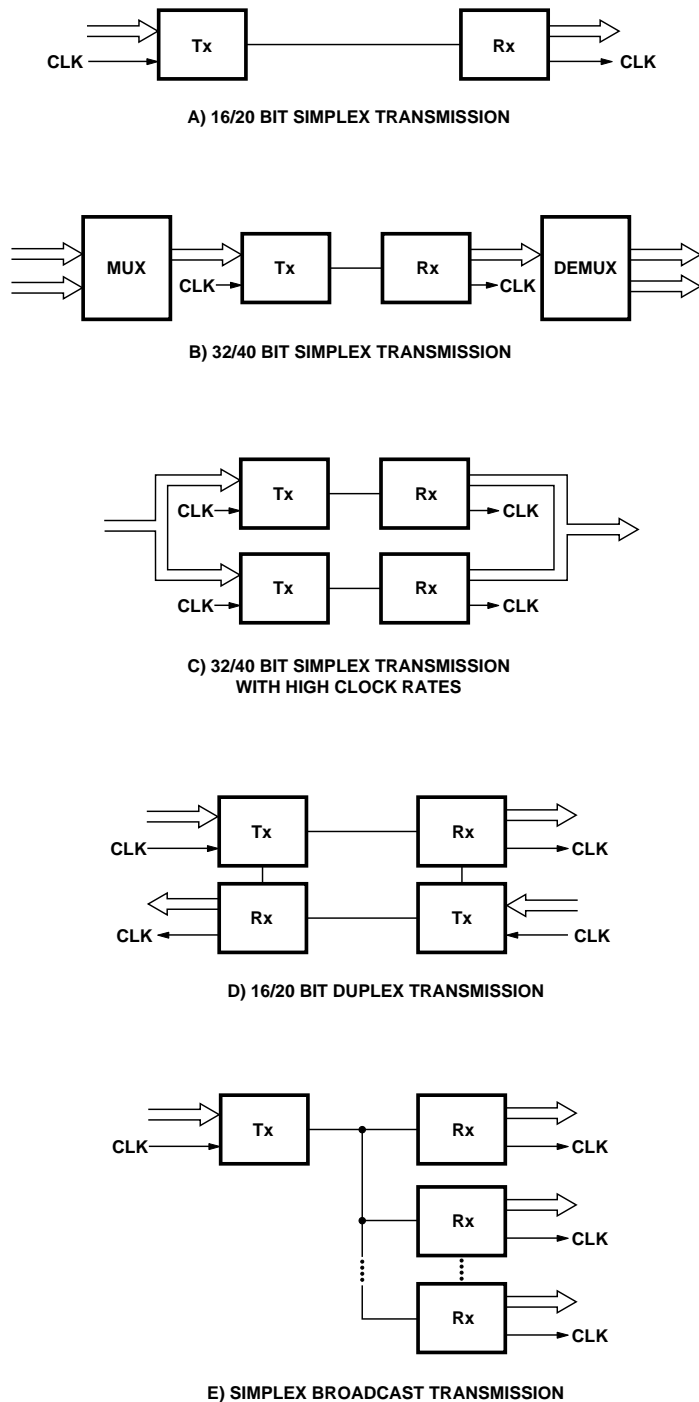 Tx Rx
CLK CLK
A) 16/20 BIT SIMPLEX TRANSMISSION
MUX Tx Rx DEMUX
CLK CLK
B) 32/40 BIT SIMPLEX TRANSMISSION
Tx Rx
CLK CLK
Tx Rx
CLK CLK
C) 32/40 BIT SIMPLEX TRANSMISSION
WITH HIGH CLOCK RATES
Tx Rx
CLK CLK
Rx Tx
CLK CLK
D) 16/20 BIT DUPLEX TRANSMISSION
Tx Rx
CLK CLK
Rx
CLK
Rx
CLK
E) SIMPLEX BROADCAST TRANSMISSION